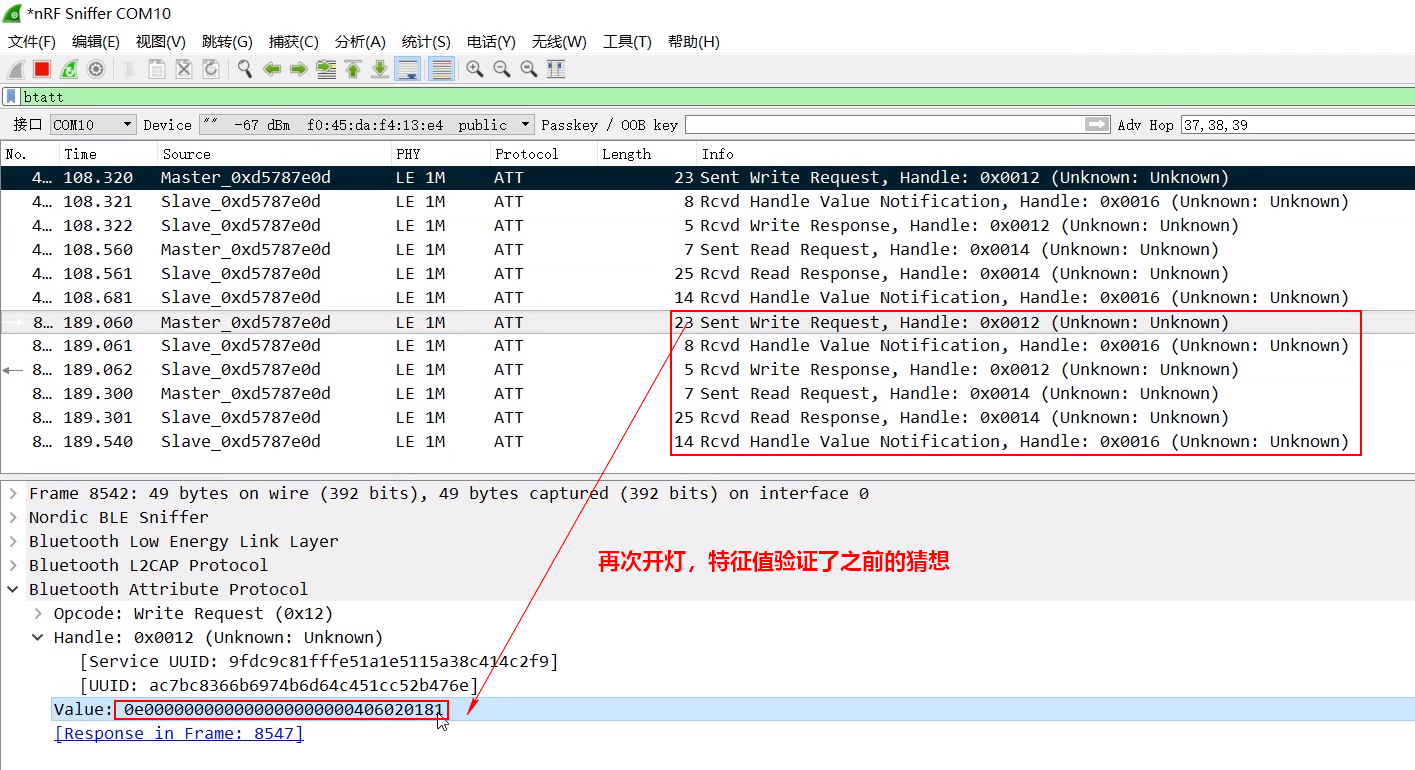 *nRF Sniffer COM10
文件(F) 编辑(E) 视图(V) 跳转(G) 捕获(C) 分析(A) 统计(S) 电话(Y) 无线(W) 工具(T) 帮助(H)
btatt
接口 COM10 Device "" -67 dBm f0:45:da:f4:13:e4 public Passkey / OOB key Adv Hop 37,38,39
No. Time Source PHY Protocol Length Info
4… 108.320 Master_0xd5787e0d LE 1M ATT 23 Sent Write Request, Handle: 0x0012 (Unknown: Unknown)
4… 108.321 Slave_0xd5787e0d LE 1M ATT 8 Rcvd Handle Value Notification, Handle: 0x0016 (Unknown: Unknown)
4… 108.322 Slave_0xd5787e0d LE 1M ATT 5 Rcvd Write Response, Handle: 0x0012 (Unknown: Unknown)
4… 108.560 Master_0xd5787e0d LE 1M ATT 7 Sent Read Request, Handle: 0x0014 (Unknown: Unknown)
4… 108.561 Slave_0xd5787e0d LE 1M ATT 25 Rcvd Read Response, Handle: 0x0014 (Unknown: Unknown)
4… 108.681 Slave_0xd5787e0d LE 1M ATT 14 Rcvd Handle Value Notification, Handle: 0x0016 (Unknown: Unknown)
8… 189.060 Master_0xd5787e0d LE 1M ATT 23 Sent Write Request, Handle: 0x0012 (Unknown: Unknown)
8… 189.061 Slave_0xd5787e0d LE 1M ATT 8 Rcvd Handle Value Notification, Handle: 0x0016 (Unknown: Unknown)
8… 189.062 Slave_0xd5787e0d LE 1M ATT 5 Rcvd Write Response, Handle: 0x0012 (Unknown: Unknown)
8… 189.300 Master_0xd5787e0d LE 1M ATT 7 Sent Read Request, Handle: 0x0014 (Unknown: Unknown)
8… 189.301 Slave_0xd5787e0d LE 1M ATT 25 Rcvd Read Response, Handle: 0x0014 (Unknown: Unknown)
8… 189.540 Slave_0xd5787e0d LE 1M ATT 14 Rcvd Handle Value Notification, Handle: 0x0016 (Unknown: Unknown)
Frame 8542: 49 bytes on wire (392 bits), 49 bytes captured (392 bits) on interface 0
Nordic BLE Sniffer
Bluetooth Low Energy Link Layer
再次开灯，特征值验证了之前的猜想
Bluetooth L2CAP Protocol
Bluetooth Attribute Protocol
Opcode: Write Request (0x12)
Handle: 0x0012 (Unknown: Unknown)
[Service UUID: 9fdc9c81fffe51a1e5115a38c414c2f9]
[UUID: ac7bc8366b6974b6d64c451cc52b476e]
Value: 0e0000000000000000000000406020181
[Response in Frame: 8547]